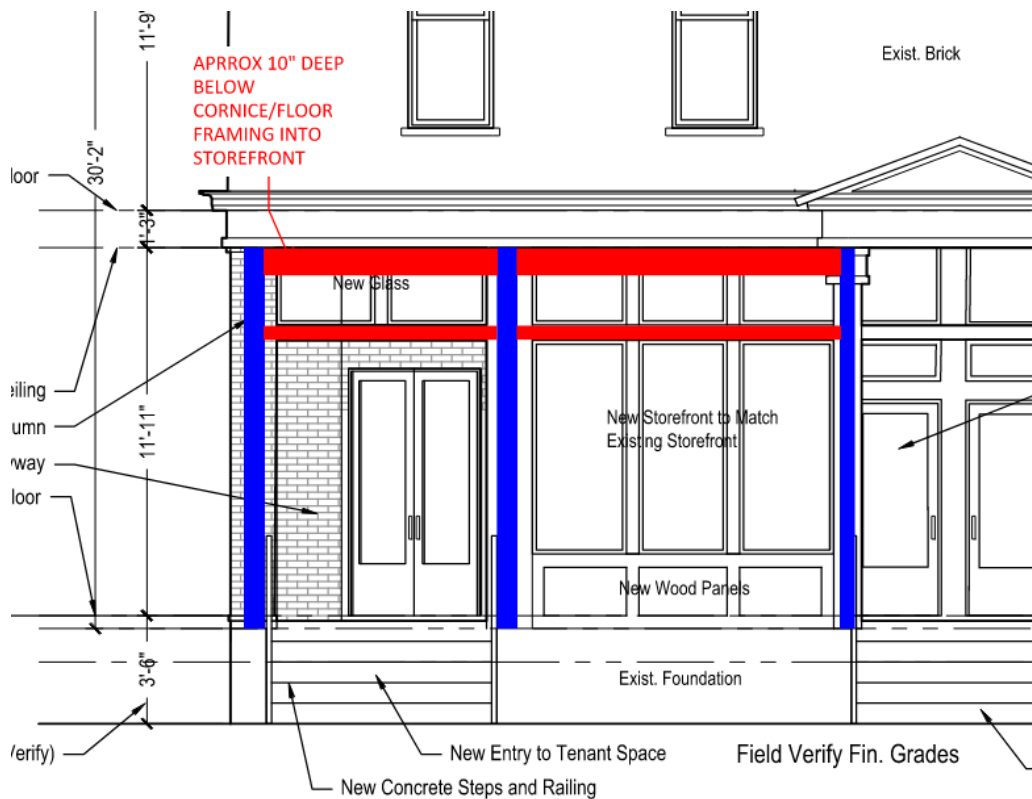 11'-9'
Exist. Brick
APRROX 10" DEEP
BELOW
CORNICE/FLOOR
FRAMING INTO
STOREFRONT
30'-2"
loor
1'-3"
New Glass
eiling
umn
11'-11"
New Storefront to Match
Existing Storefront
way
loor
New Wood Panels
3'-6"
Exist. Foundation
erify)
New Entry to Tenant Space
Field Verify Fin. Grades
New Concrete Steps and Railing